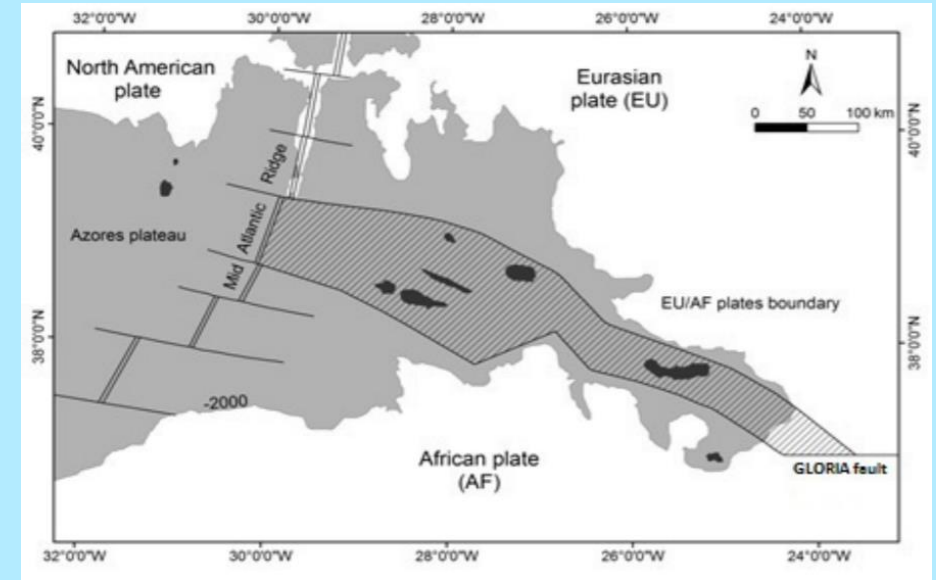 32°0'0"W 30°0'0"W 28°0'0"W 26°0'0"W 24°0'0"W
North American
plate
Eurasian
plate (EU)
N
0 50 100 km
40°0'0"N
40°0'0"N
Ridge
Atlantic
Mid
Azores plateau
EU/AF plates boundary
38°0'0"N
38°0'0"N
-2000
African plate
(AF)
GLORIA fault
32°0'0"W 30°0'0"W 28°0'0"W 26°0'0"W 24°0'0"W